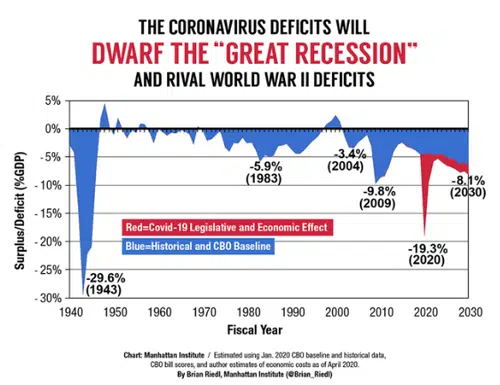 THE CORONAVIRUS DEFICITS WILL
DWARF THE "GREAT RECESSION"
AND RIVAL WORLD WAR II DEFICITS
Surplus/Deficit (%GDP)
5%
0%
-5%
- 10%
- 15%
- 20%
- 25%
- 30%
-29.6%
(1943)
-5.9%
(1983)
-3.4%
(2004)
-9.8%
(2009)
-19.3%
(2020)
-8.1%
(2030)
Red=Covid-19 Legislative and Economic Effect
Blue=Historical and CBO Baseline
1940 1950 1960 1970 1980 1990 2000 2010 2020 2030
Fiscal Year
Chart: Manhattan Institute / Estimated using Jan. 2020 CBO baseline and historical data,
CBO bill scores, and author estimates of economic costs as of April 2020.
By Brian Riedl, Manhattan Institute (@Brian_Riedl)